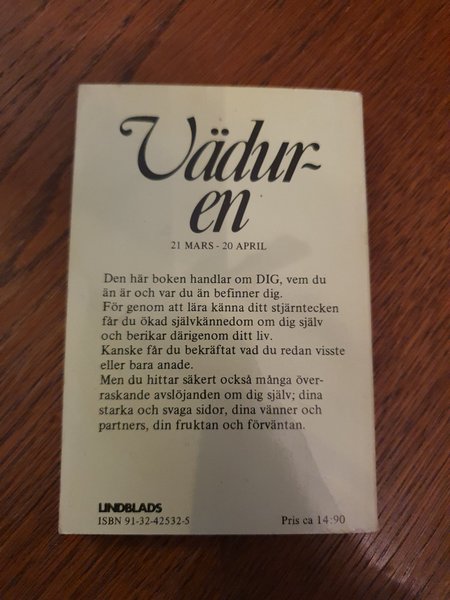 Vädur-
en
21 MARS - 20 APRIL
Den här boken handlar om DIG, vem du
än är och var du än befinner dig.
För genom att lära känna ditt stjärntecken
får du ökad självkännedom om dig själv
och berikar därigenom ditt liv.
Kanske får du bekräftat vad du redan visste
eller bara anade.
Men du hittar säkert också många över-
raskande avslöjanden om dig själv; dina
starka och svaga sidor, dina vänner och
partners, din fruktan och förväntan.
LINDBLADS
ISBN 91-32-42532-5 Pris ca 14:90